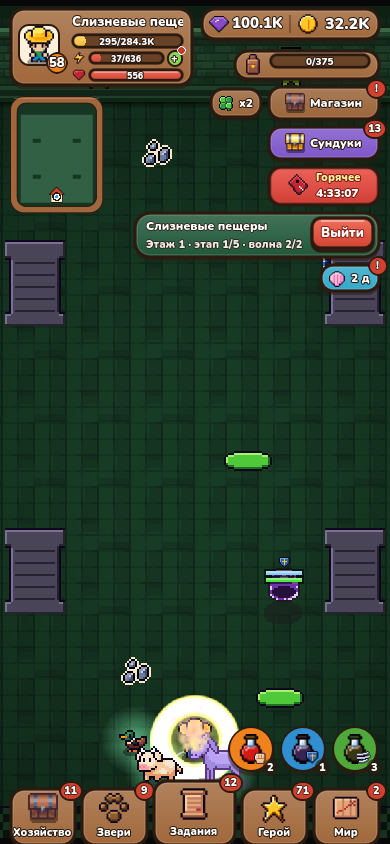 Слизневые пеще
100.1K
32.2K
295/284.3K
37/636
556
58
0/375
x2
Магазин
!
Сундуки
13
Горячее
4:33:07
Слизневые пещеры
Этаж 1 · этап 1/5 · волна 2/2
Выйти
2 д
!
2
1
3
Хозяйство
11
Звери
9
Задания
12
Герой
71
Мир
2